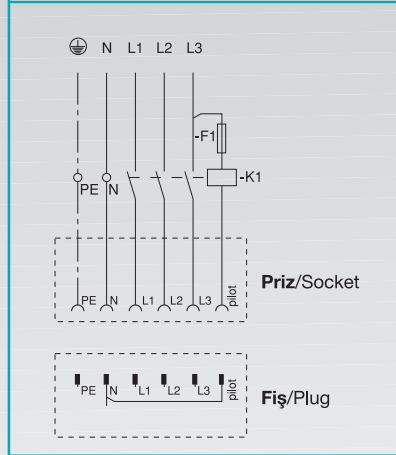 N L1 L2 L3
-F1
PE N -K1
PE N L1 L2 L3 pilot
Priz/Socket
PE N L1 L2 L3 pilot
Fiş/Plug